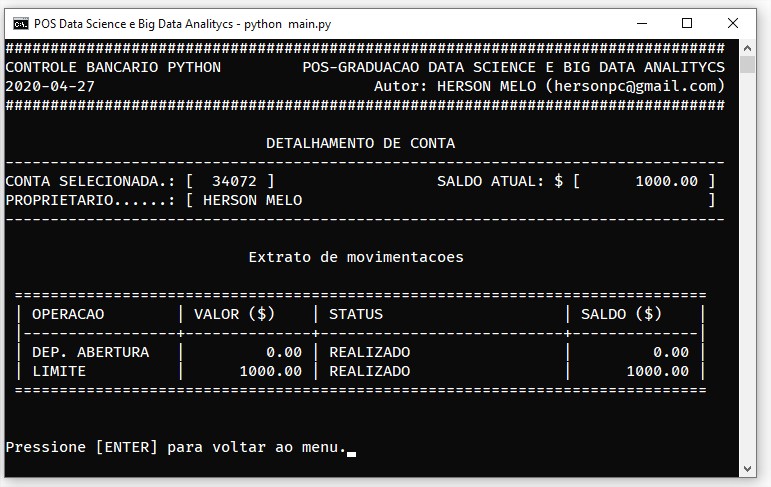 POS Data Science e Big Data Analitycs - python  main.py
################################################################################
CONTROLE BANCARIO PYTHON         POS-GRADUACAO DATA SCIENCE E BIG DATA ANALITYCS
2020-04-27                               Autor: HERSON MELO (hersonpc@gmail.com)
################################################################################
DETALHAMENTO DE CONTA
--------------------------------------------------------------------------------
CONTA SELECIONADA.: [  34072 ]                  SALDO ATUAL: $ [      1000.00 ]
PROPRIETARIO......: [ HERSON MELO                                             ]
--------------------------------------------------------------------------------
Extrato de movimentacoes
=============================================================================
| OPERACAO        | VALOR ($)    | STATUS                    | SALDO ($)    |
|-----------------+--------------+---------------------------+--------------|
| DEP. ABERTURA   |         0.00 | REALIZADO                 |         0.00 |
| LIMITE          |      1000.00 | REALIZADO                 |      1000.00 |
=============================================================================
Pressione [ENTER] para voltar ao menu.